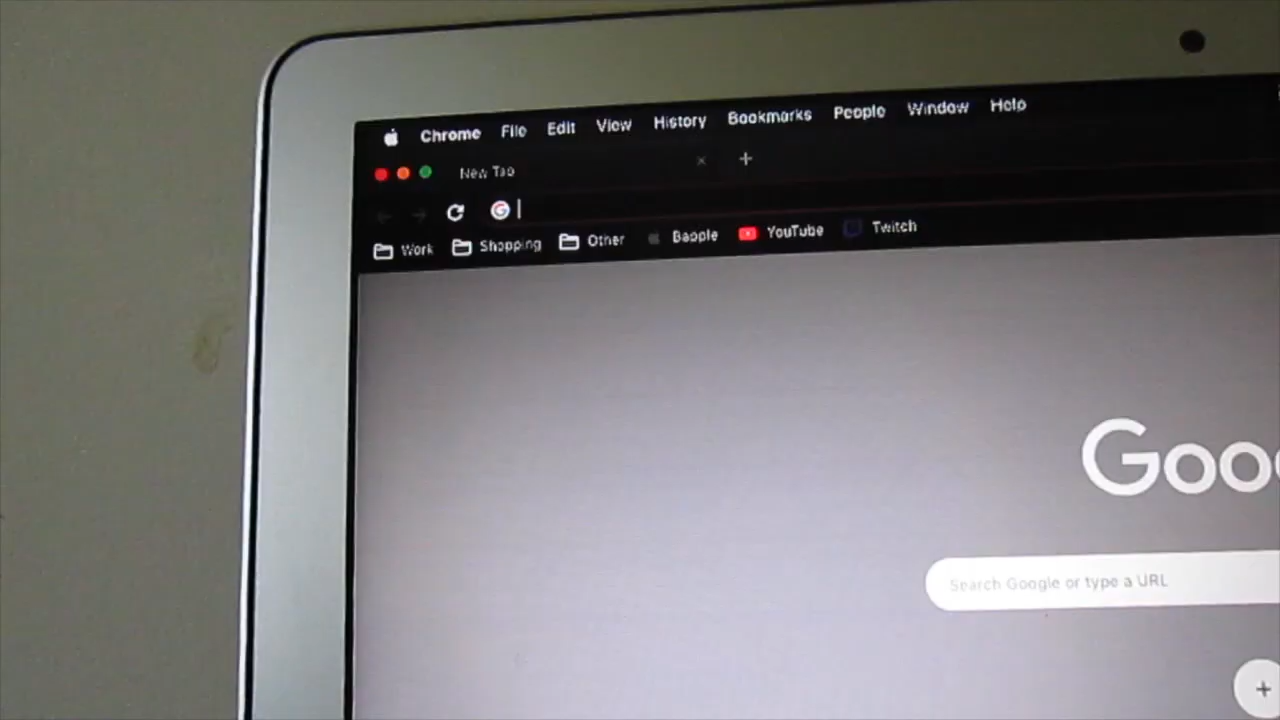 Chrome File Edit View History Bookmarks People Window Help
New Tab
Work Shopping Other Bapple YouTube Twitch
Goo
Search Google or type a URL